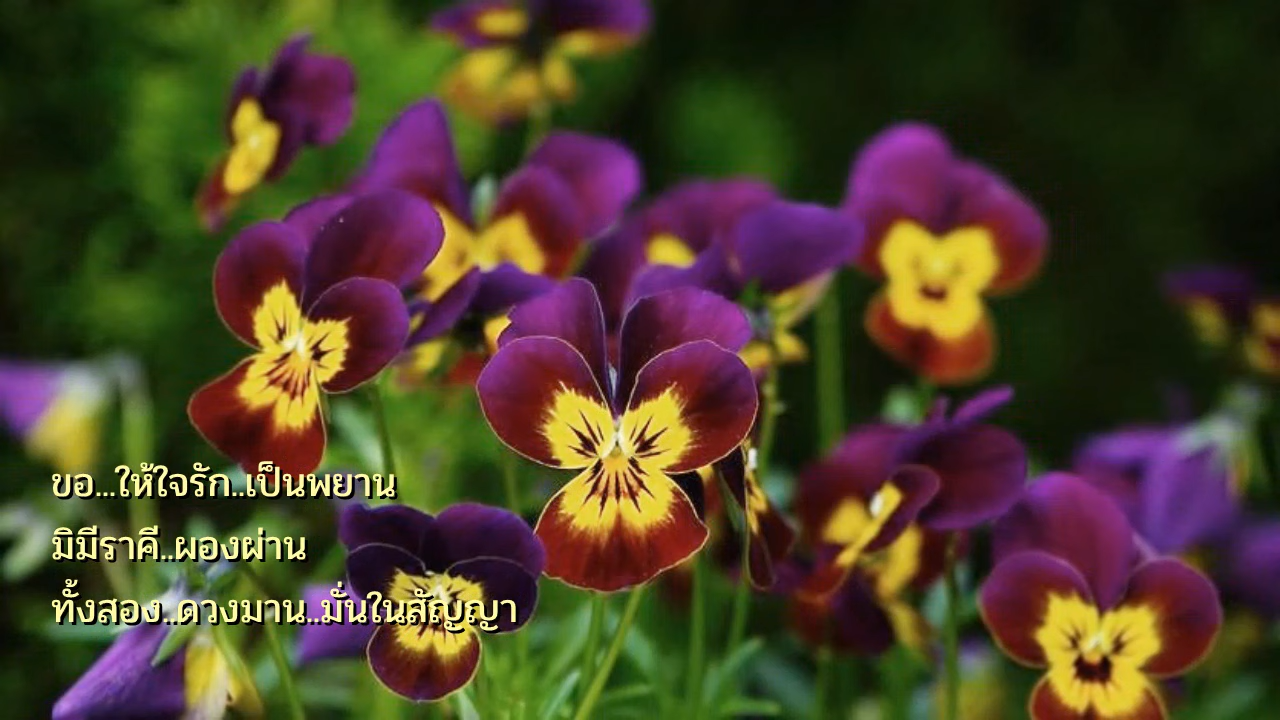 ขอ...ให้ใจรัก..เป็นพยาน
มิมีราคี..ผองผ่าน
ทั้งสอง..ดวงมาน..มั่นในสัญญา